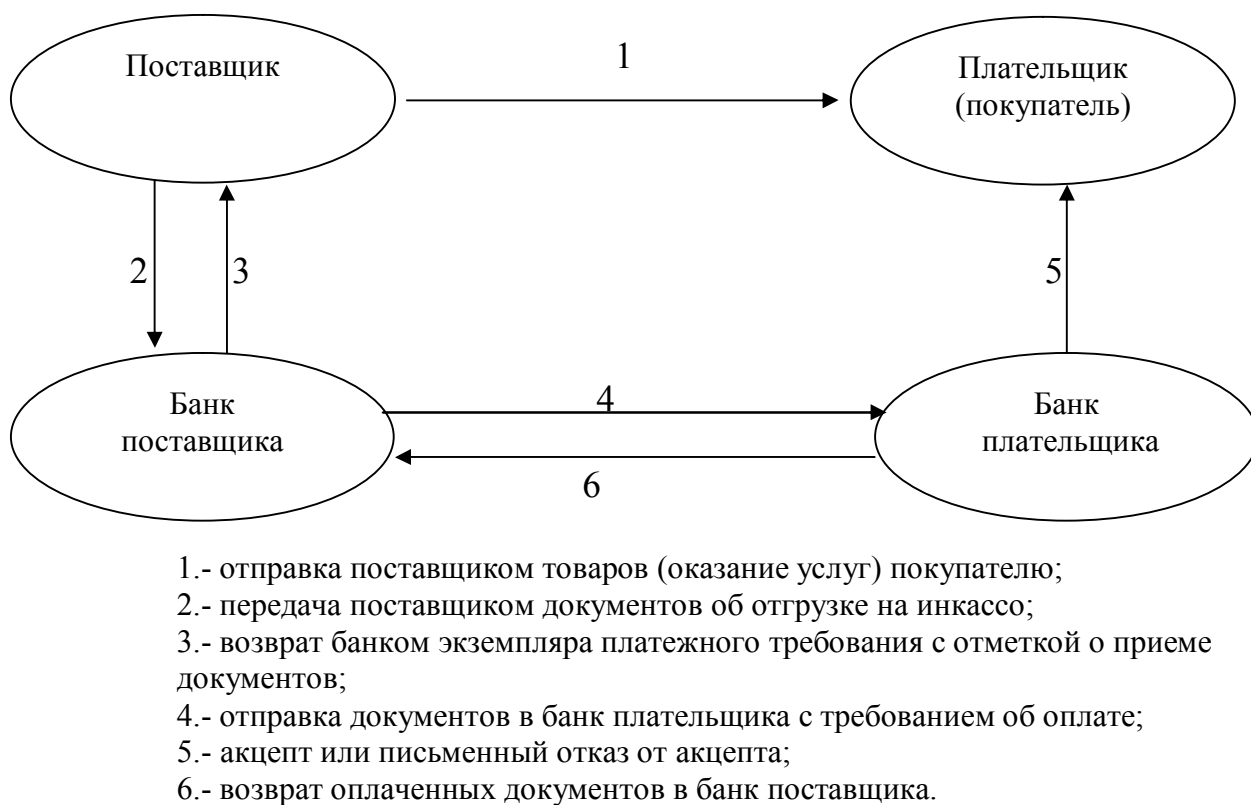 Поставщик
1
Плательщик
(покупатель)
2
3
5
Банк
поставщика
4
Банк
плательщика
6
1.- отправка поставщиком товаров (оказание услуг) покупателю;
2.- передача поставщиком документов об отгрузке на инкассо;
3.- возврат банком экземпляра платежного требования с отметкой о приеме
документов;
4.- отправка документов в банк плательщика с требованием об оплате;
5.- акцепт или письменный отказ от акцепта;
6.- возврат оплаченных документов в банк поставщика.